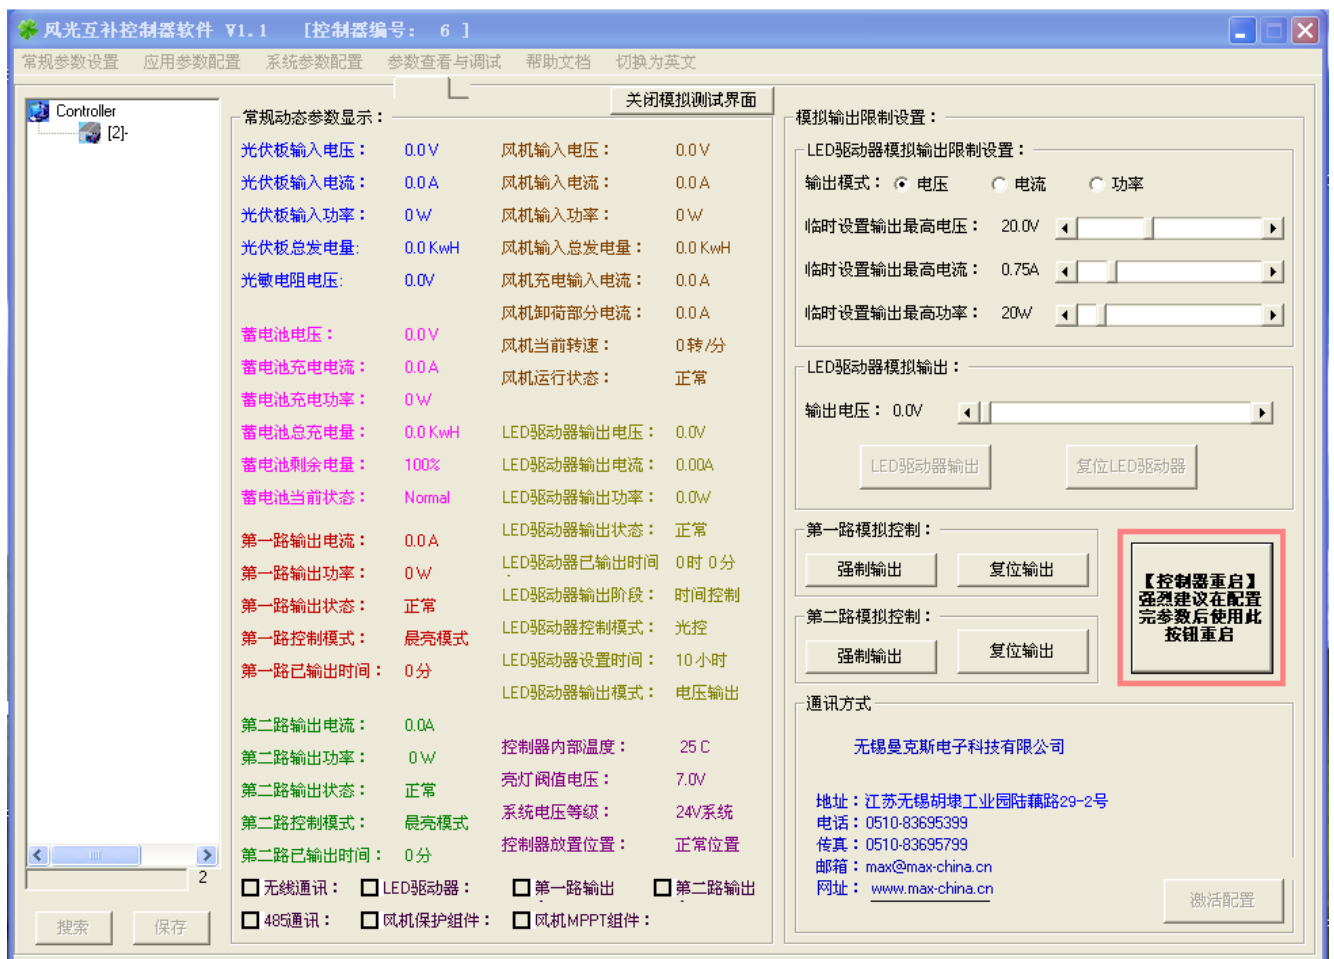 风光互补控制器软件 V1.1 [控制器编号： 6 ]
常规参数设置 应用参数配置 系统参数配置 参数查看与调试 帮助文档 切换为英文
关闭模拟测试界面
Controller
[2]-
2
搜索 保存
常规动态参数显示：
光伏板输入电压： 0.0 V
光伏板输入电流： 0.0 A
光伏板输入功率： 0 W
光伏板总发电量: 0.0 KwH
光敏电阻电压: 0.0V
蓄电池电压： 0.0 V
蓄电池充电电流： 0.0 A
蓄电池充电功率： 0 W
蓄电池总充电量： 0.0 KwH
蓄电池剩余电量： 100%
蓄电池当前状态： Normal
第一路输出电流： 0.0 A
第一路输出功率： 0 W
第一路输出状态： 正常
第一路控制模式： 最亮模式
第一路已输出时间： 0 分
第二路输出电流： 0.0A
第二路输出功率： 0 W
第二路输出状态： 正常
第二路控制模式： 最亮模式
第二路已输出时间： 0分
风机输入电压： 0.0 V
风机输入电流： 0.0 A
风机输入功率： 0 W
风机输入总发电量： 0.0 KwH
风机充电输入电流： 0.0 A
风机卸荷部分电流： 0.0 A
风机当前转速： 0 转/分
风机运行状态： 正常
LED驱动器输出电压： 0.0V
LED驱动器输出电流： 0.00A
LED驱动器输出功率： 0.0W
LED驱动器输出状态： 正常
LED驱动器已输出时间 0时 0分
LED驱动器输出阶段： 时间控制
LED驱动器控制模式： 光控
LED驱动器设置时间： 10 小时
LED驱动器输出模式： 电压输出
控制器内部温度： 25 C
亮灯阀值电压： 7.0V
系统电压等级： 24V系统
控制器放置位置： 正常位置
无线通讯： LED驱动器： 第一路输出 第二路输出
485通讯： 风机保护组件： 风机MPPT组件：
模拟输出限制设置：
LED驱动器模拟输出限制设置：
输出模式： 电压 电流 功率
临时设置输出最高电压： 20.0V
临时设置输出最高电流： 0.75A
临时设置输出最高功率： 20W
LED驱动器模拟输出：
输出电压： 0.0V
LED驱动器输出 复位LED驱动器
第一路模拟控制：
强制输出 复位输出
第二路模拟控制：
强制输出 复位输出
【控制器重启】
强烈建议在配置
完参数后使用此
按钮重启
通讯方式
无锡曼克斯电子科技有限公司
地址：江苏无锡胡埭工业园陆藕路29-2号
电话：0510-83695399
传真：0510-83695799
邮箱：max@max-china.cn
网址： www.max-china.cn
激活配置